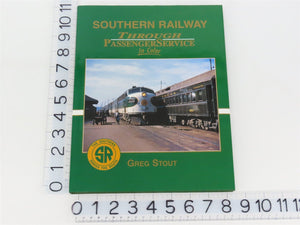 SOUTHERN RAILWAY
THROUGH
PASSENGER SERVICE
in Color
SR
GREG STOUT
0 1 2 3 4 5 6 7 8 9 10 11
0 1 2 3 4 5 6 7 8 9 10 11